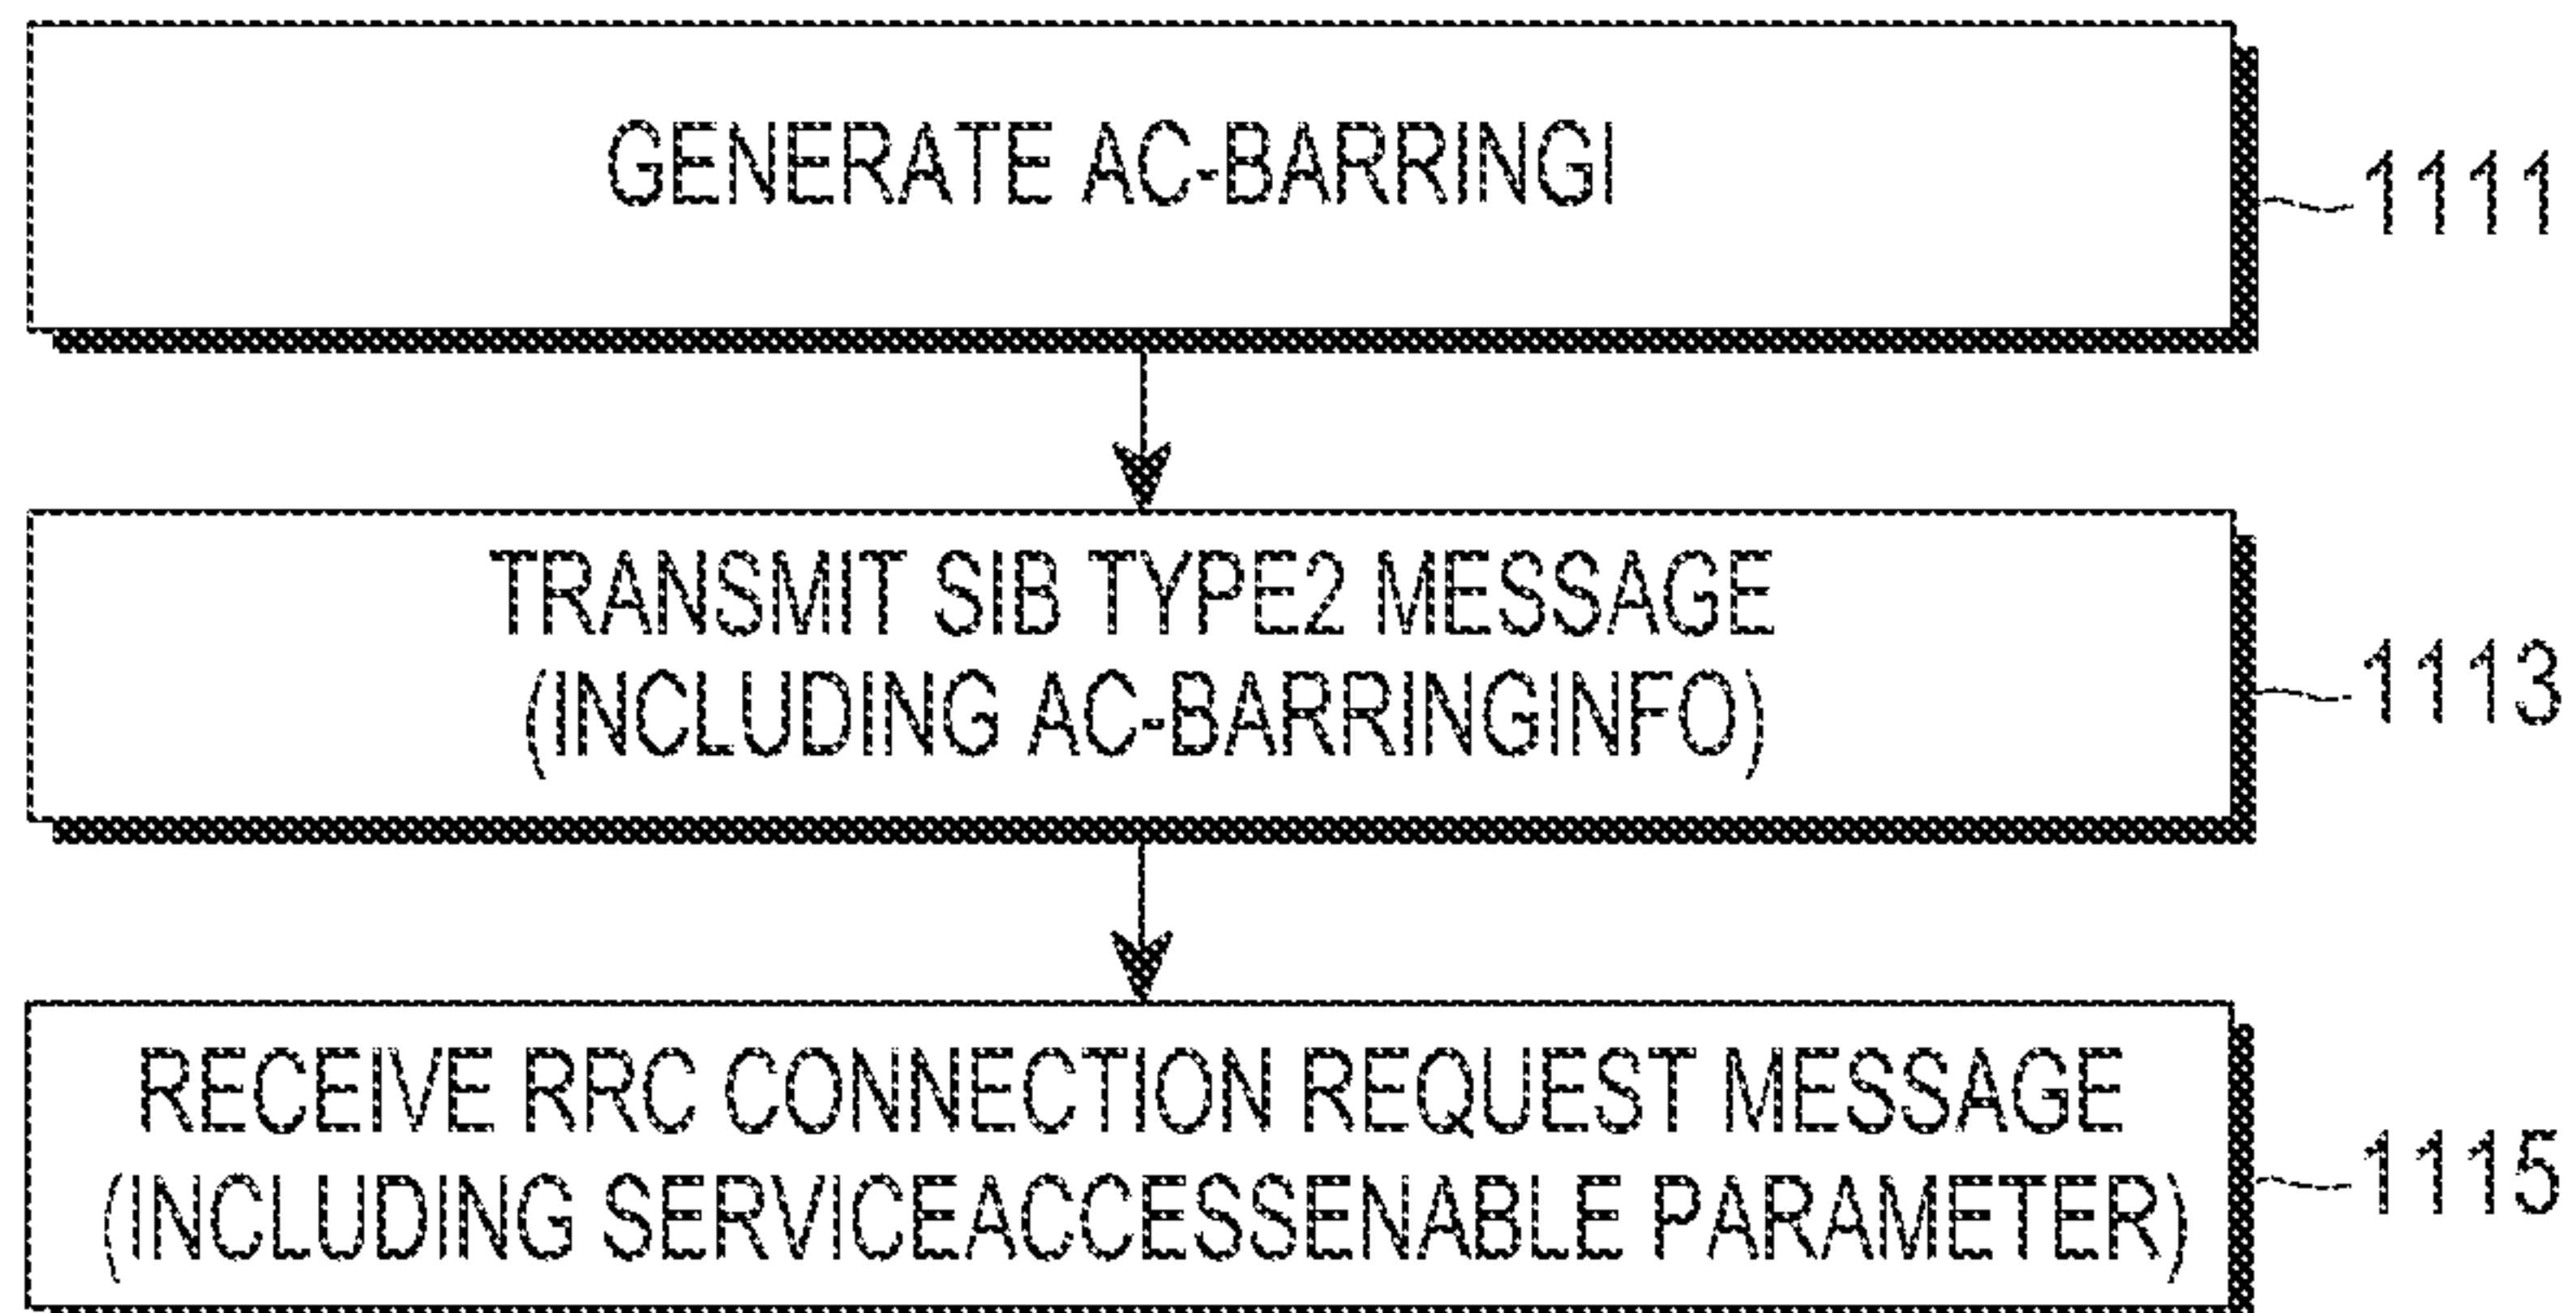 GENERATE AC-BARRINGI
1111
TRANSMIT SIB TYPE2 MESSAGE
(INCLUDING AC-BARRINGINFO)
1113
RECEIVE RRC CONNECTION REQUEST MESSAGE
(INCLUDING SERVICEACCESSENABLE PARAMETER)
1115